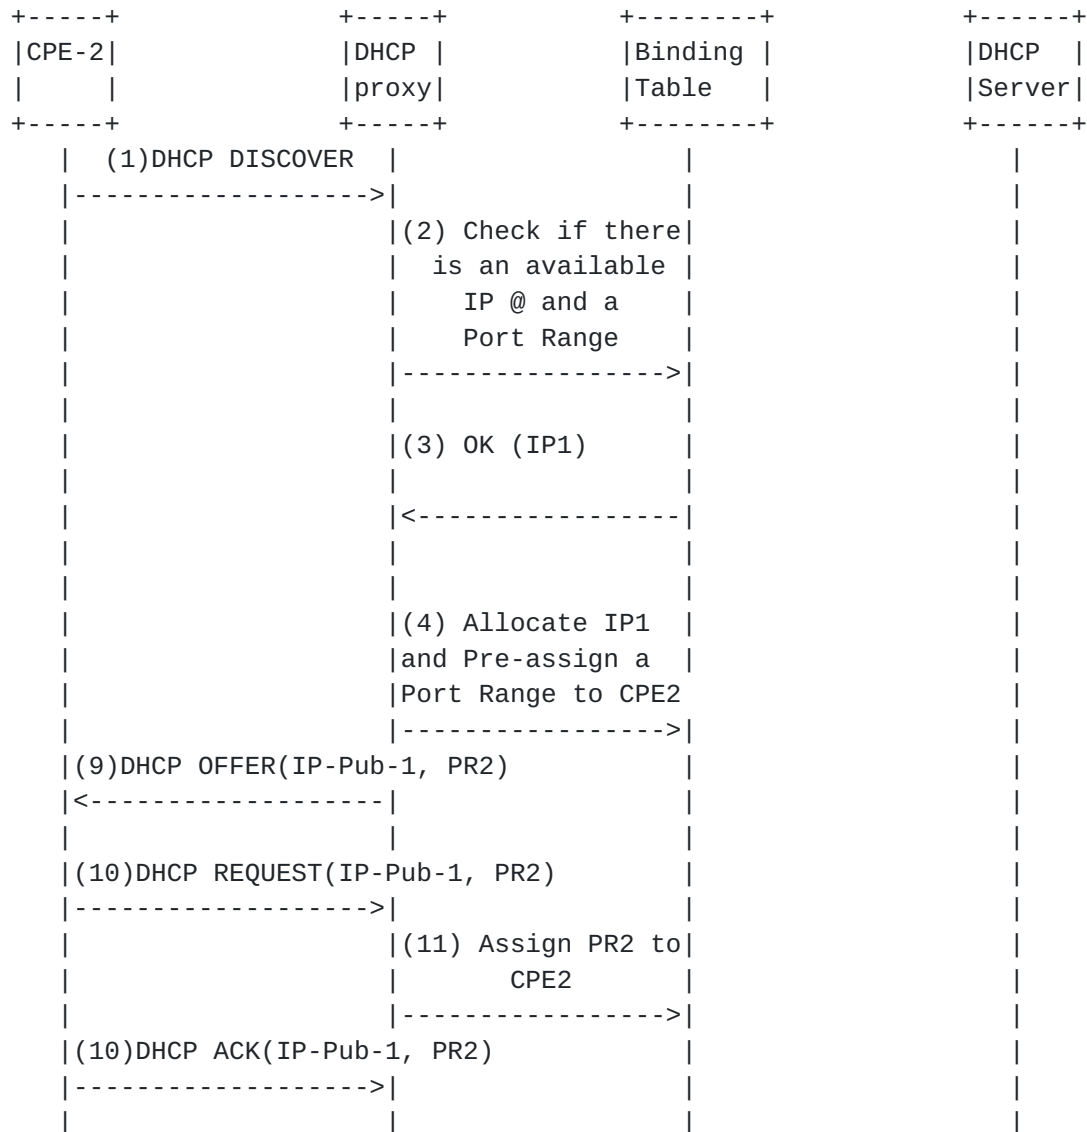 +-----+                 +-----+           +--------+            +------+
|CPE-2|                 |DHCP |           |Binding |            |DHCP  |
|     |                 |proxy|           |Table   |            |Server|
+-----+                 +-----+           +--------+            +------+
| (1)DHCP DISCOVER |
|------------------->|
|(2) Check if there|
is an available |
IP @ and a
Port Range
|----------------->|
|(3) OK (IP1)
|<-----------------|
|(4) Allocate IP1 |
|and Pre-assign a |
|Port Range to CPE2
|----------------->|
|(9)DHCP OFFER(IP-Pub-1, PR2)
|<-------------------|
|(10)DHCP REQUEST(IP-Pub-1, PR2)
|------------------->|
|(11) Assign PR2 to|
CPE2
|----------------->|
|(10)DHCP ACK(IP-Pub-1, PR2)
|------------------->|